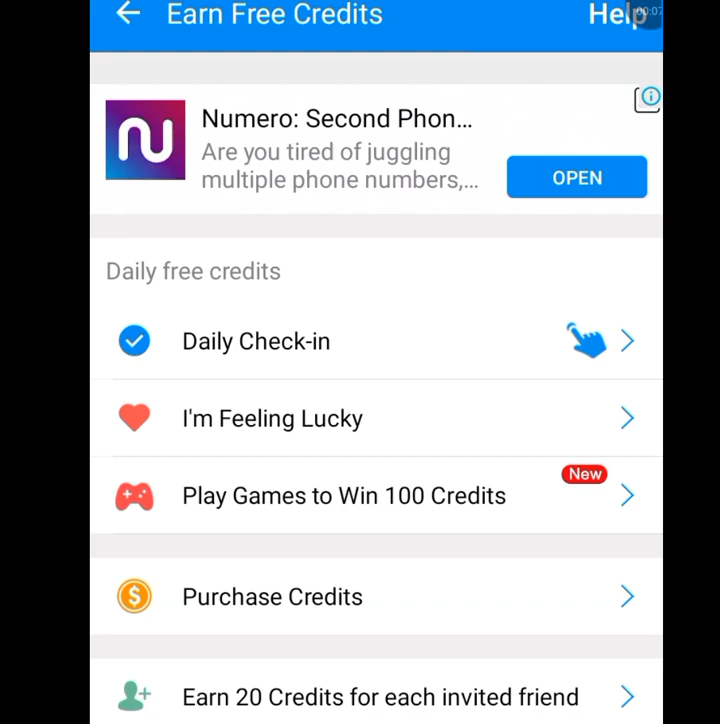 Earn Free Credits
Help
00:07
Numero: Second Phon...
Are you tired of juggling
multiple phone numbers,...
OPEN
Daily free credits
Daily Check-in
I'm Feeling Lucky
New
Play Games to Win 100 Credits
Purchase Credits
Earn 20 Credits for each invited friend